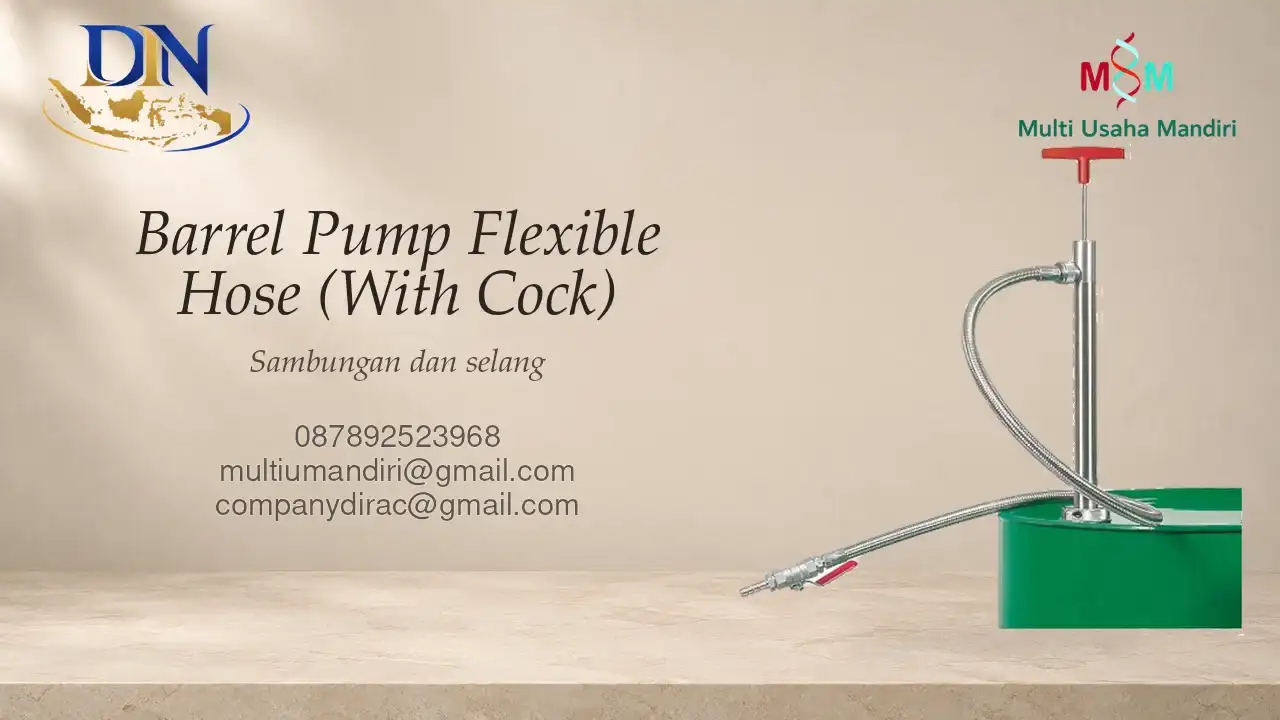 DIN
M M
Multi Usaha Mandiri
Barrel Pump Flexible
Hose (With Cock)
Sambungan dan selang
087892523968
multiumandiri@gmail.com
companydirac@gmail.com